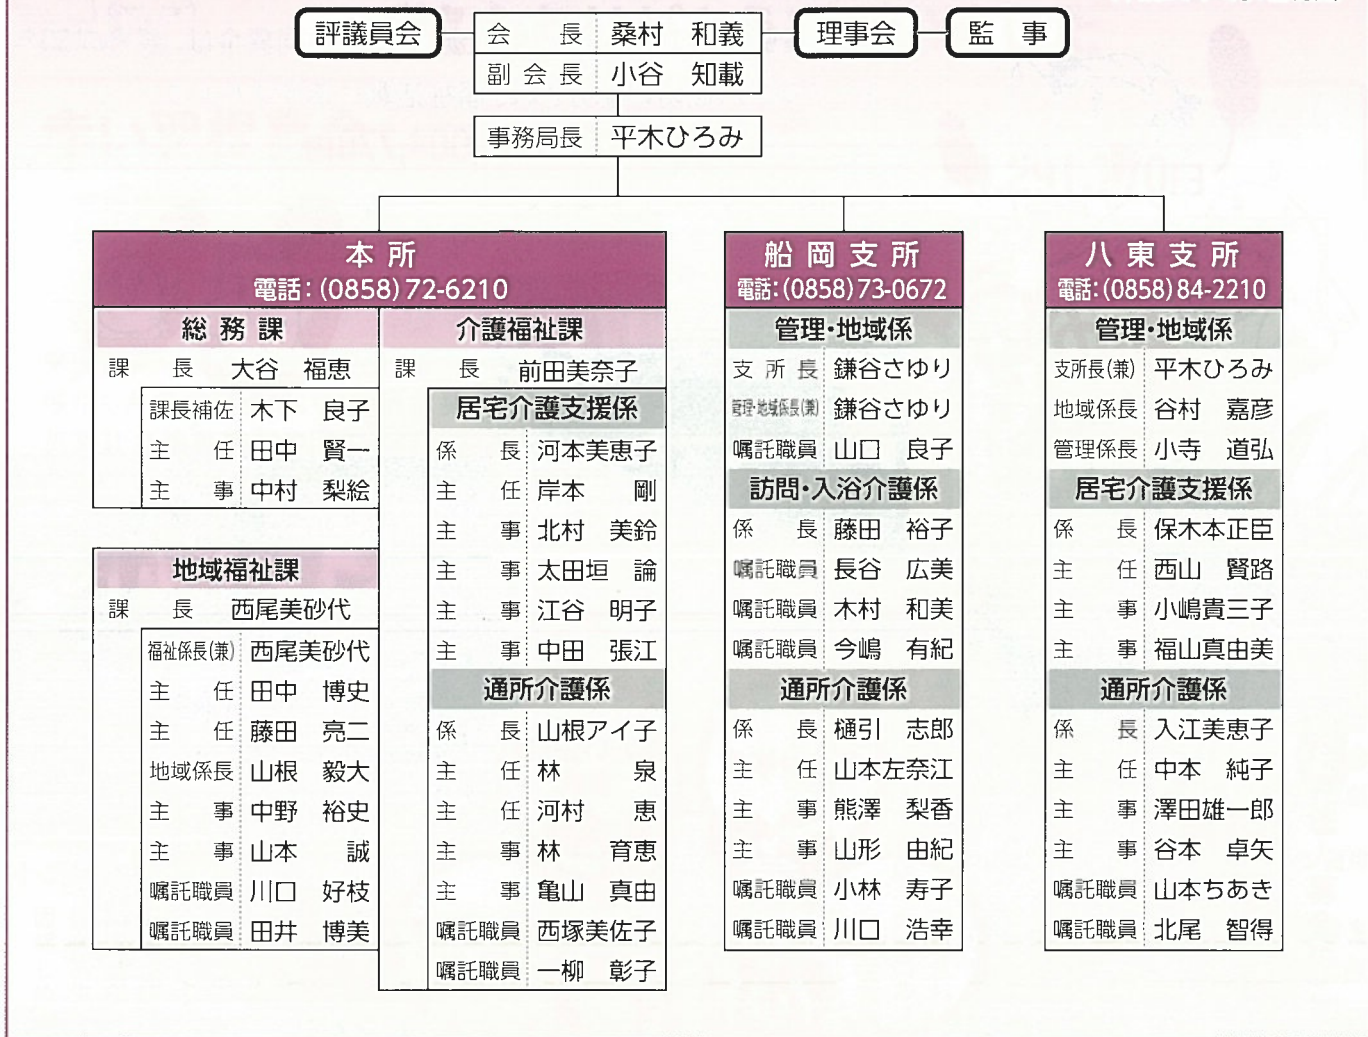 評議員会
会長 桑村 和義
副会長 小谷 知載
理事会
監事
事務局長 平木ひろみ
本所
電話:(0858)72-6210
総務課
課長 大谷 福恵
課長補佐 木下 良子
主任 田中 賢一
主事 中村 梨絵
地域福祉課
課長 西尾美砂代
福祉係長(兼) 西尾美砂代
主任 田中 博史
主任 藤田 亮二
地域係長 山根 毅大
主事 中野 裕史
主事 山本 誠
嘱託職員 川口 好枝
嘱託職員 田井 博美
介護福祉課
課長 前田美奈子
居宅介護支援係
係長 河本美恵子
主任 岸本 剛
主事 北村 美鈴
主事 太田垣 論
主事 江谷 明子
主事 中田 張江
通所介護係
係長 山根アイ子
主任 林 泉
主任 河村 恵
主事 林 育恵
主事 亀山 真由
嘱託職員 西塚美佐子
嘱託職員 一柳 彰子
船岡支所
電話:(0858)73-0672
管理・地域係
支所長 鎌谷さゆり
管理・地域係長(兼) 鎌谷さゆり
嘱託職員 山口 良子
訪問・入浴介護係
係長 藤田 裕子
嘱託職員 長谷 広美
嘱託職員 木村 和美
嘱託職員 今嶋 有紀
通所介護係
係長 樋引 志郎
主任 山本左奈江
主事 熊澤 梨香
主事 山形 由紀
嘱託職員 小林 寿子
嘱託職員 川口 浩幸
八東支所
電話:(0858)84-2210
管理・地域係
支所長(兼) 平木ひろみ
地域係長 谷村 嘉彦
管理係長 小寺 道弘
居宅介護支援係
係長 保木本正臣
主任 西山 賢路
主事 小嶋貴三子
主事 福山真由美
通所介護係
係長 入江美恵子
主任 中本 純子
主事 澤田雄一郎
主事 谷本 卓矢
嘱託職員 山本ちあき
嘱託職員 北尾 智得